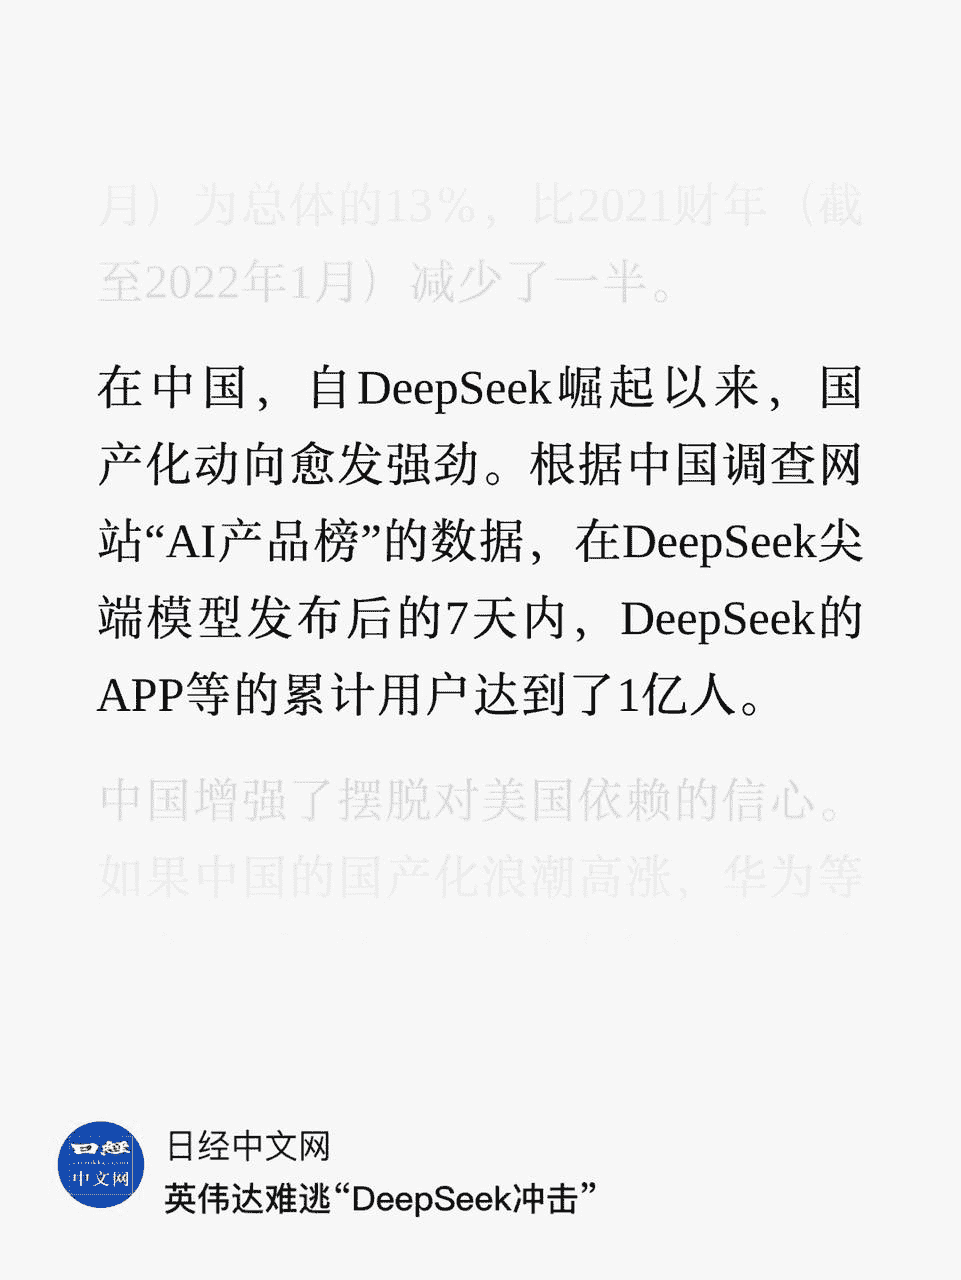 月）为总体的13%，比2021财年（截
至2022年1月）减少了一半。
在中国，自DeepSeek崛起以来，国
产化动向愈发强劲。根据中国调查网
站“AI产品榜”的数据，在DeepSeek尖
端模型发布后的7天内，DeepSeek的
APP等的累计用户达到了1亿人。
中国增强了摆脱对美国依赖的信心。
如果中国的国产化浪潮高涨，华为等
日经
中文网
日经中文网
英伟达难逃“DeepSeek冲击”